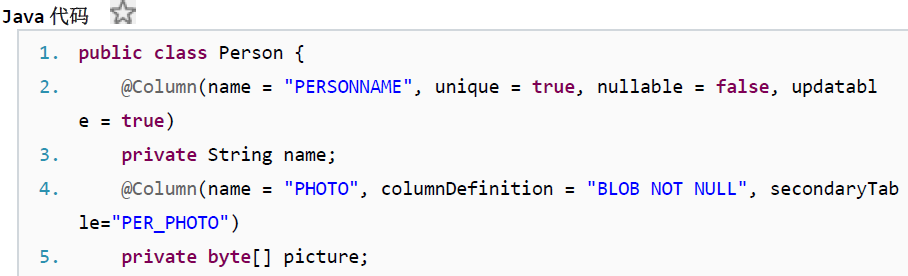 Java 代码
1. public class Person {
2. @Column(name = "PERSONNAME", unique = true, nullable = false, updatabl
e = true)
3. private String name;
4. @Column(name = "PHOTO", columnDefinition = "BLOB NOT NULL", secondaryTab
le="PER_PHOTO")
5. private byte[] picture;